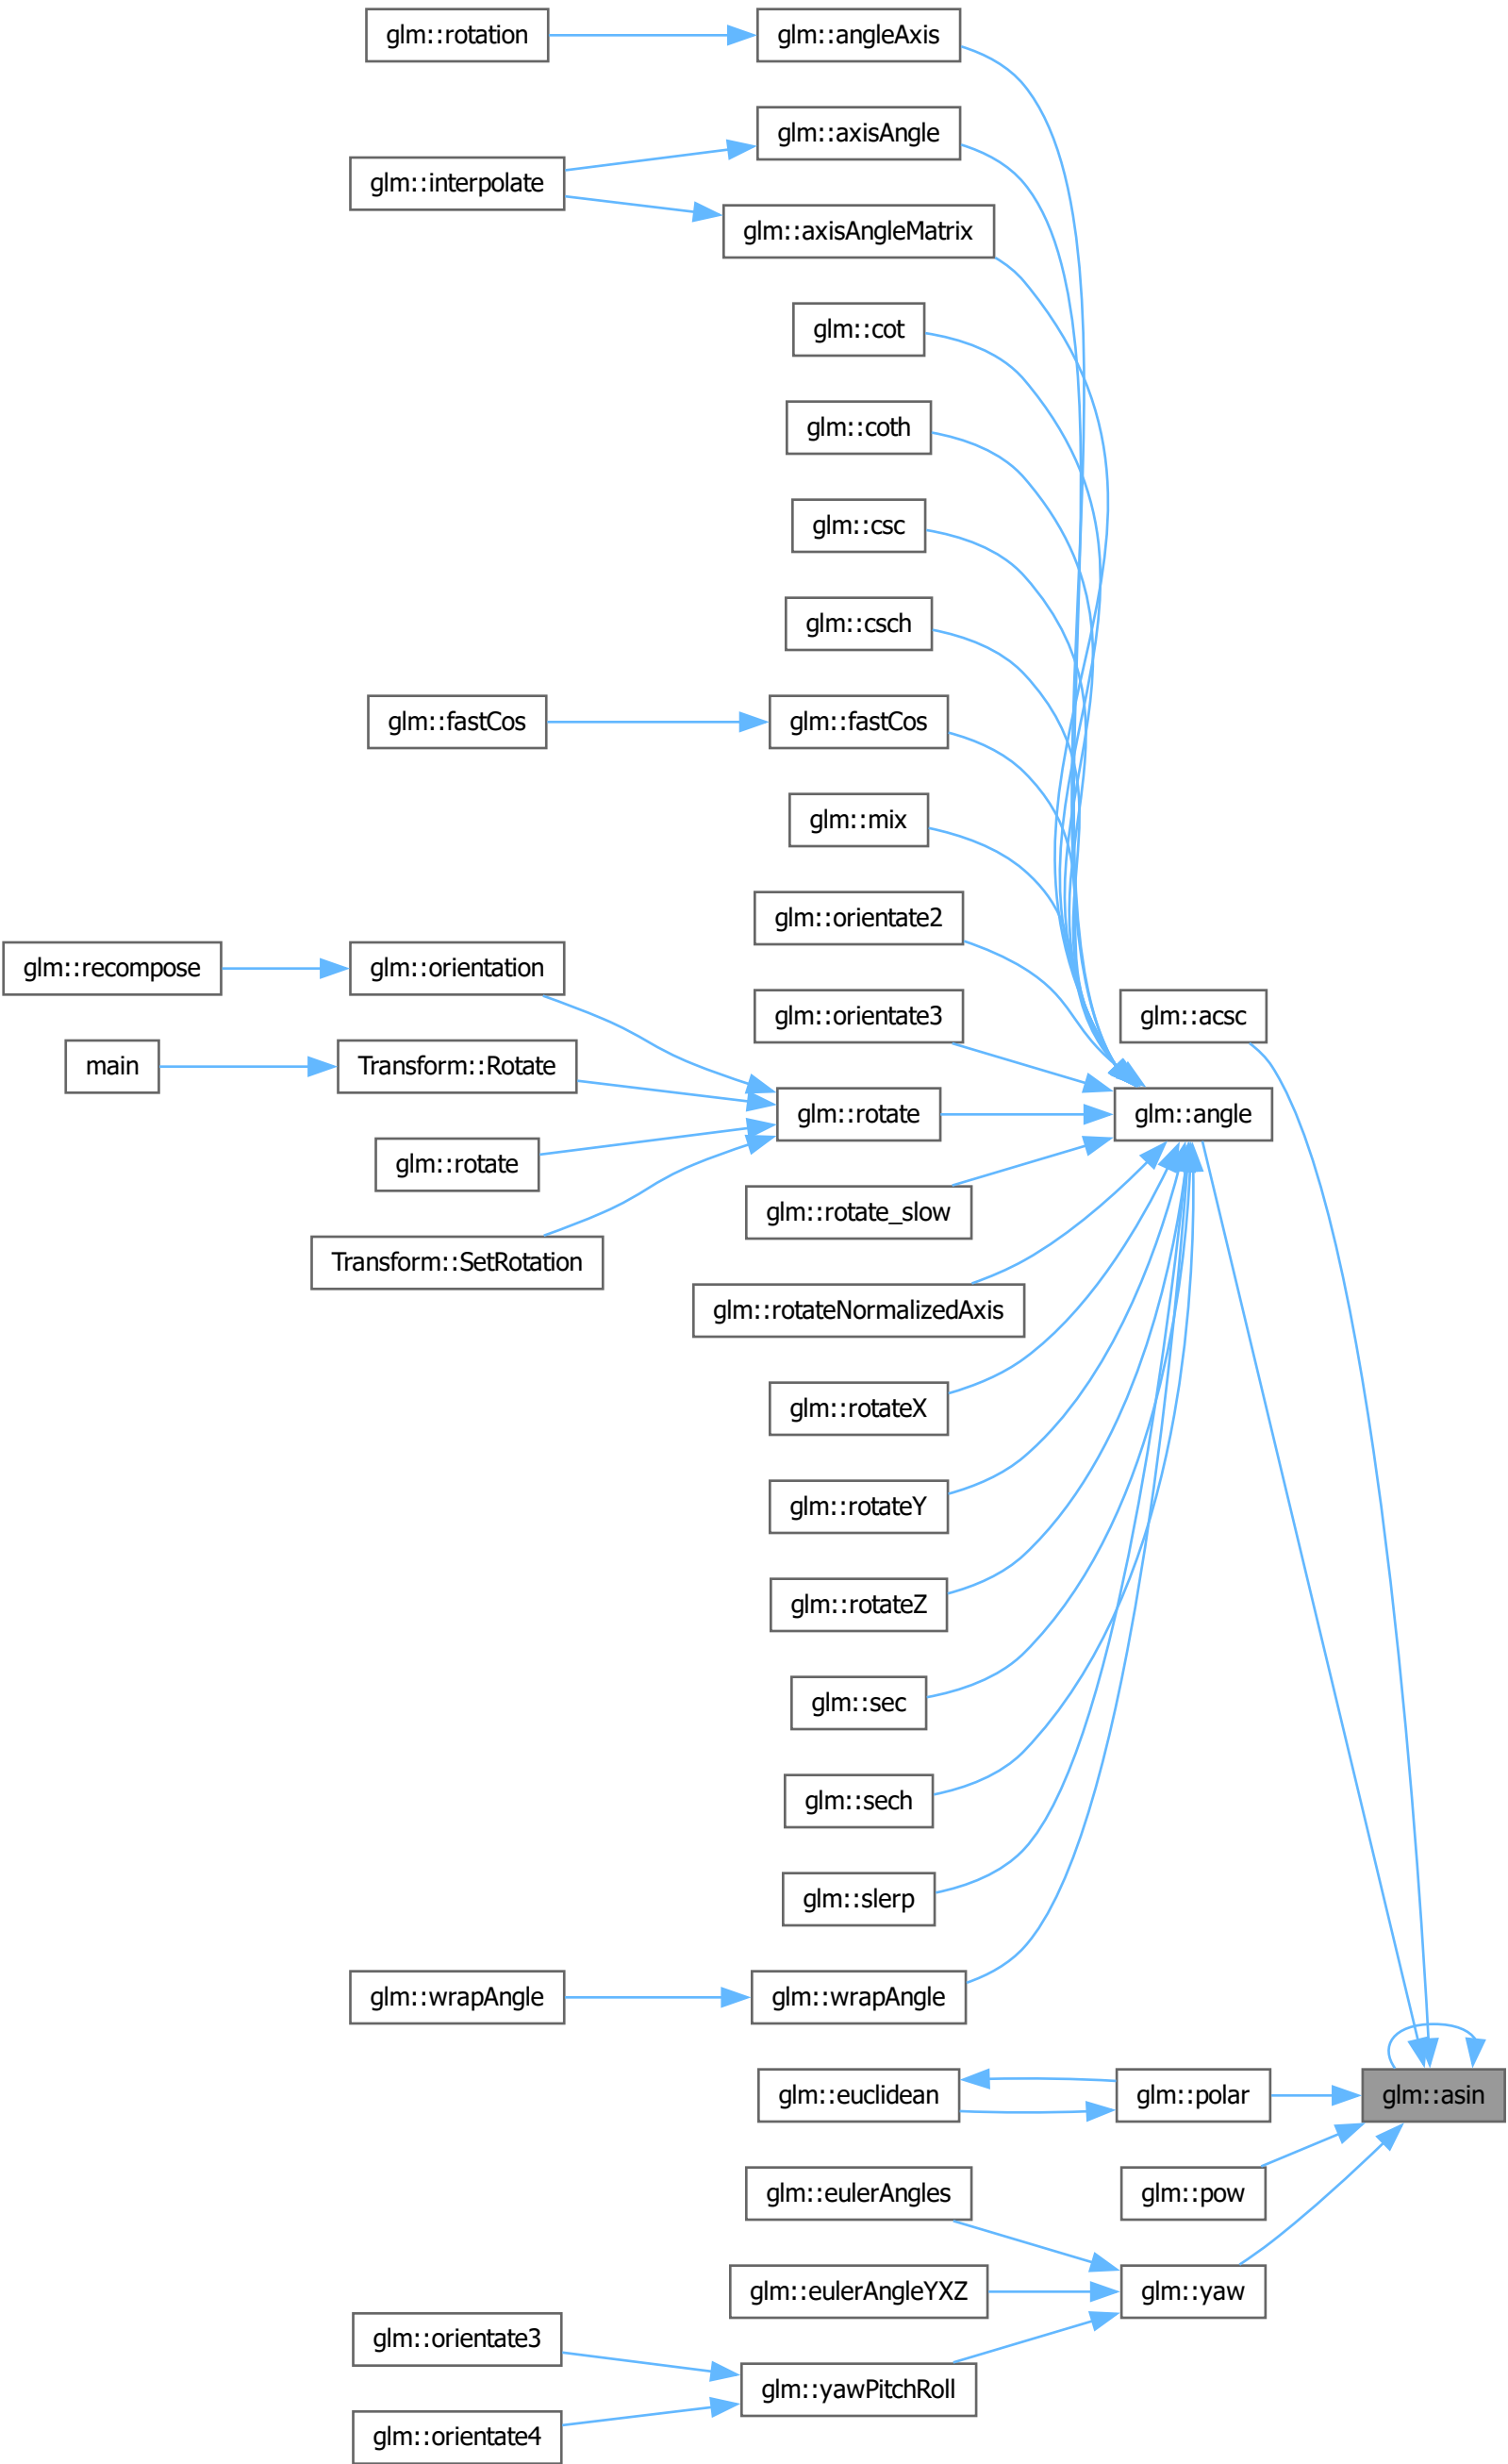 glm::rotation
glm::angleAxis
glm::axisAngle
glm::interpolate
glm::axisAngleMatrix
glm::cot
glm::coth
glm::csc
glm::csch
glm::fastCos
glm::fastCos
glm::mix
glm::orientate2
glm::recompose
glm::orientation
glm::orientate3
glm::acsc
main
Transform::Rotate
glm::rotate
glm::angle
glm::rotate
glm::rotate_slow
Transform::SetRotation
glm::rotateNormalizedAxis
glm::rotateX
glm::rotateY
glm::rotateZ
glm::sec
glm::sech
glm::slerp
glm::wrapAngle
glm::wrapAngle
glm::euclidean
glm::polar
glm::asin
glm::eulerAngles
glm::pow
glm::eulerAngleYXZ
glm::yaw
glm::orientate3
glm::yawPitchRoll
glm::orientate4